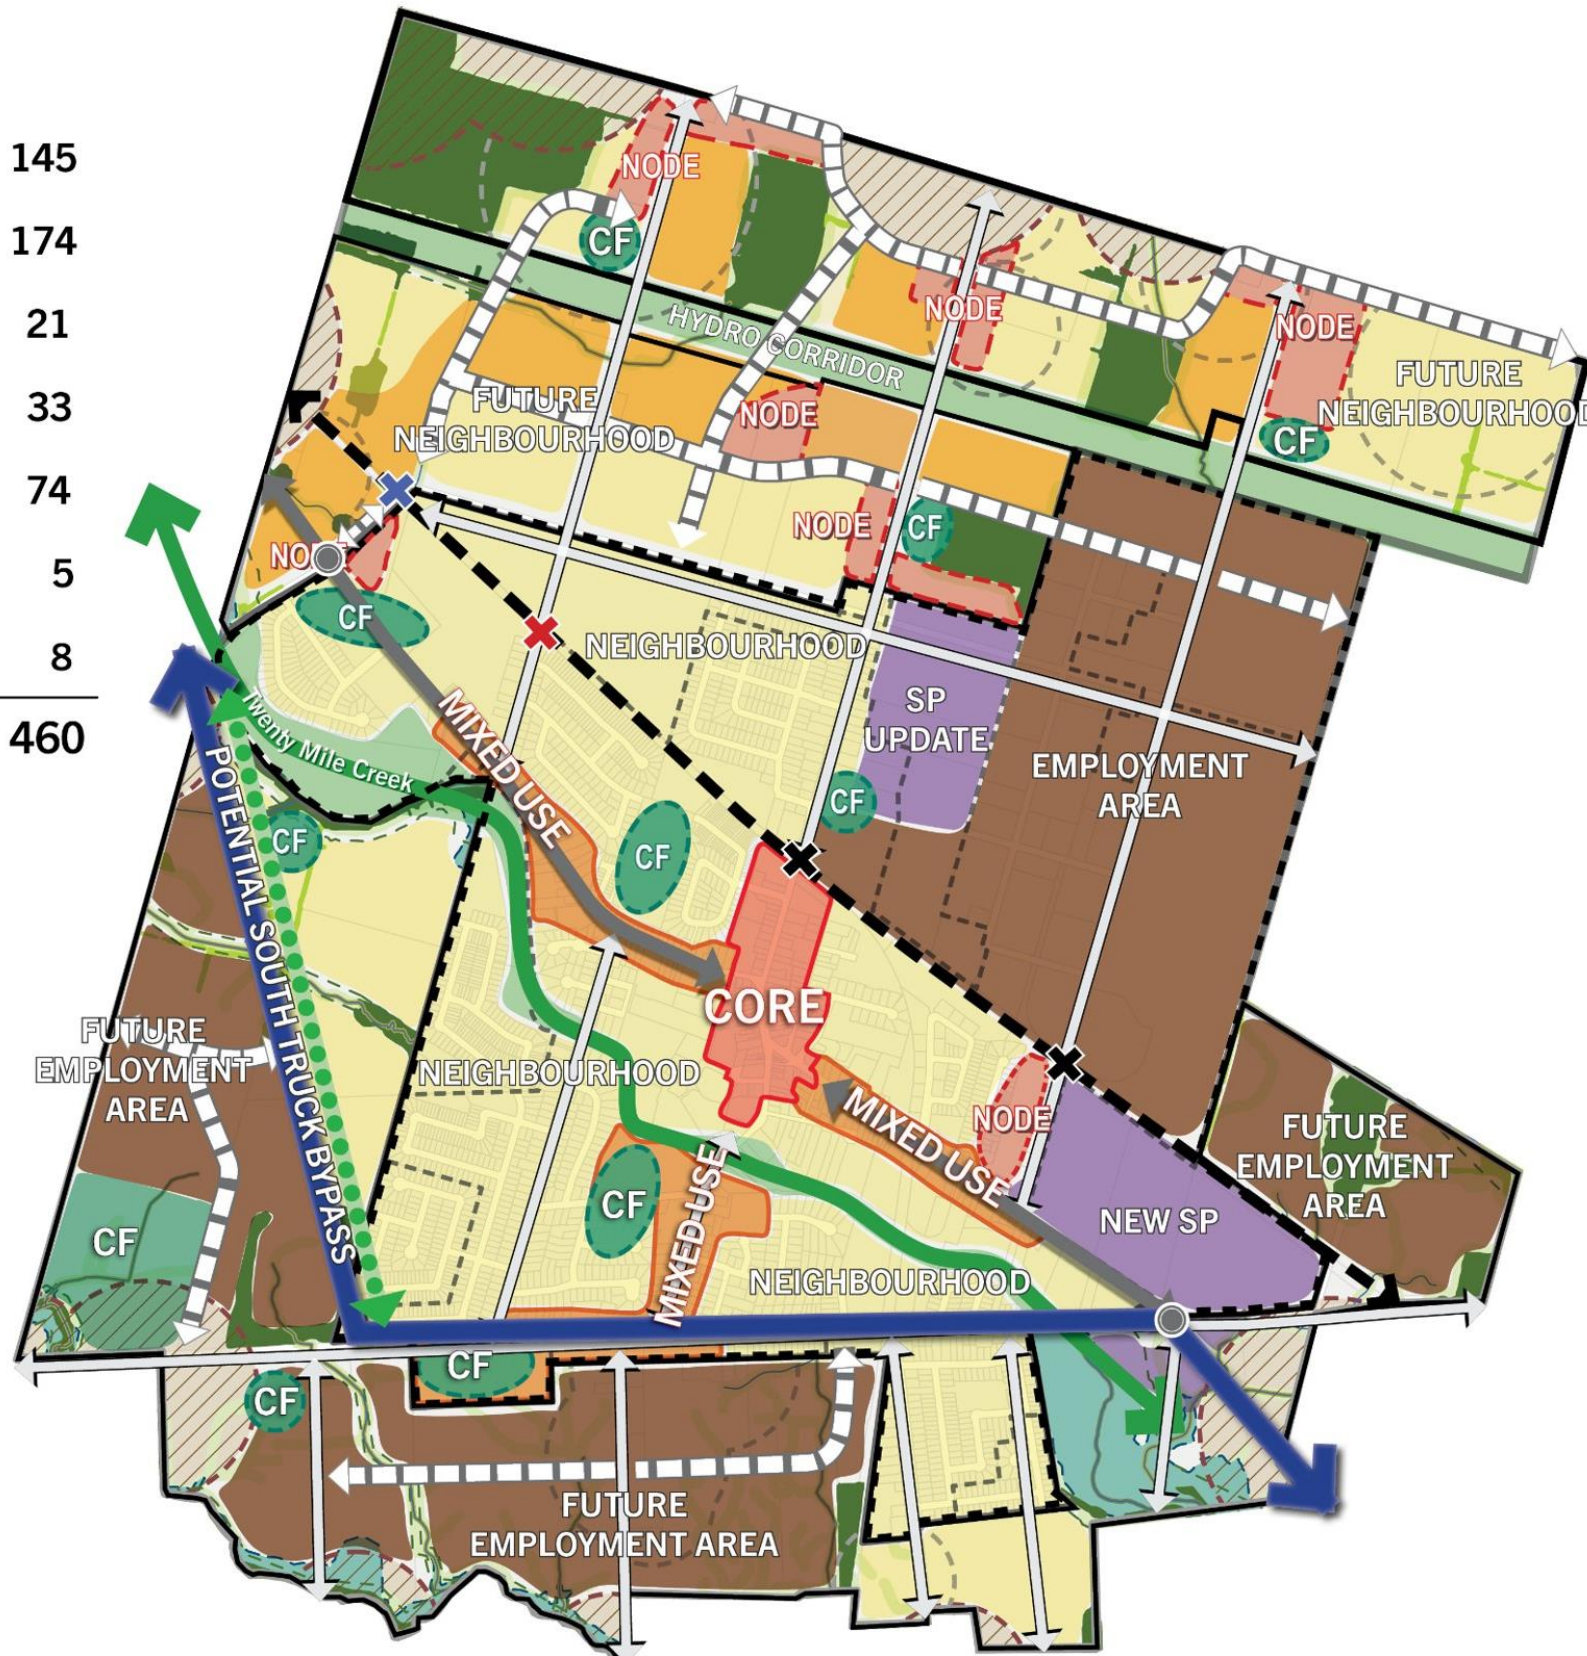 145
174
21
33
74
5
8
460
NODE
CF
HYDRO CORRIDOR
NODE
NODE
FUTURE
NEIGHBOURHOOD
CF
FUTURE
NEIGHBOURHOOD
NODE
NODE
CF
NODE
CF
NEIGHBOURHOOD
SP
UPDATE
EMPLOYMENT
AREA
CF
Twenty Mile Creek
MIXED USE
CF
CF
POTENTIAL SOUTH TRUCK BYPASS
CORE
FUTURE
EMPLOYMENT
AREA
NEIGHBOURHOOD
MIXED USE
NODE
FUTURE
EMPLOYMENT
AREA
CF
MIXED USE
NEW SP
CF
NEIGHBOURHOOD
CF
CF
FUTURE
EMPLOYMENT AREA